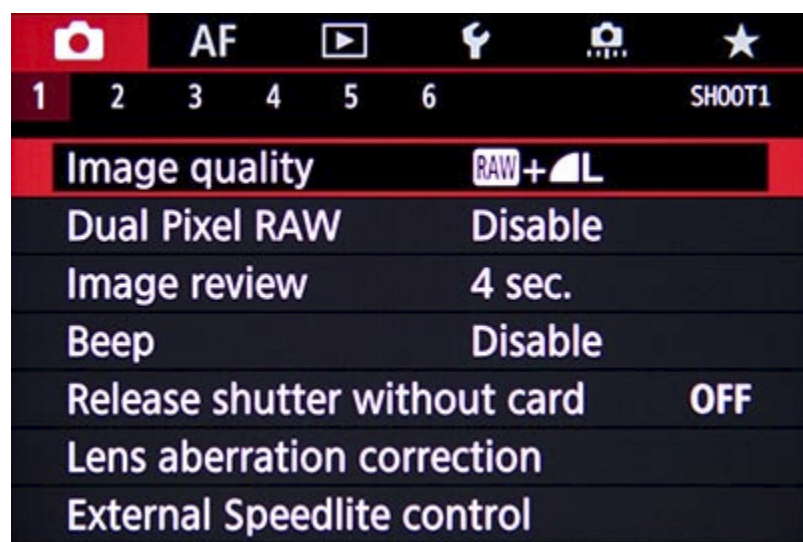 AF
1 2 3 4 5 6 SHOOT1
Image quality RAW+L
Dual Pixel RAW Disable
Image review 4 sec.
Beep Disable
Release shutter without card OFF
Lens aberration correction
External Speedlite control